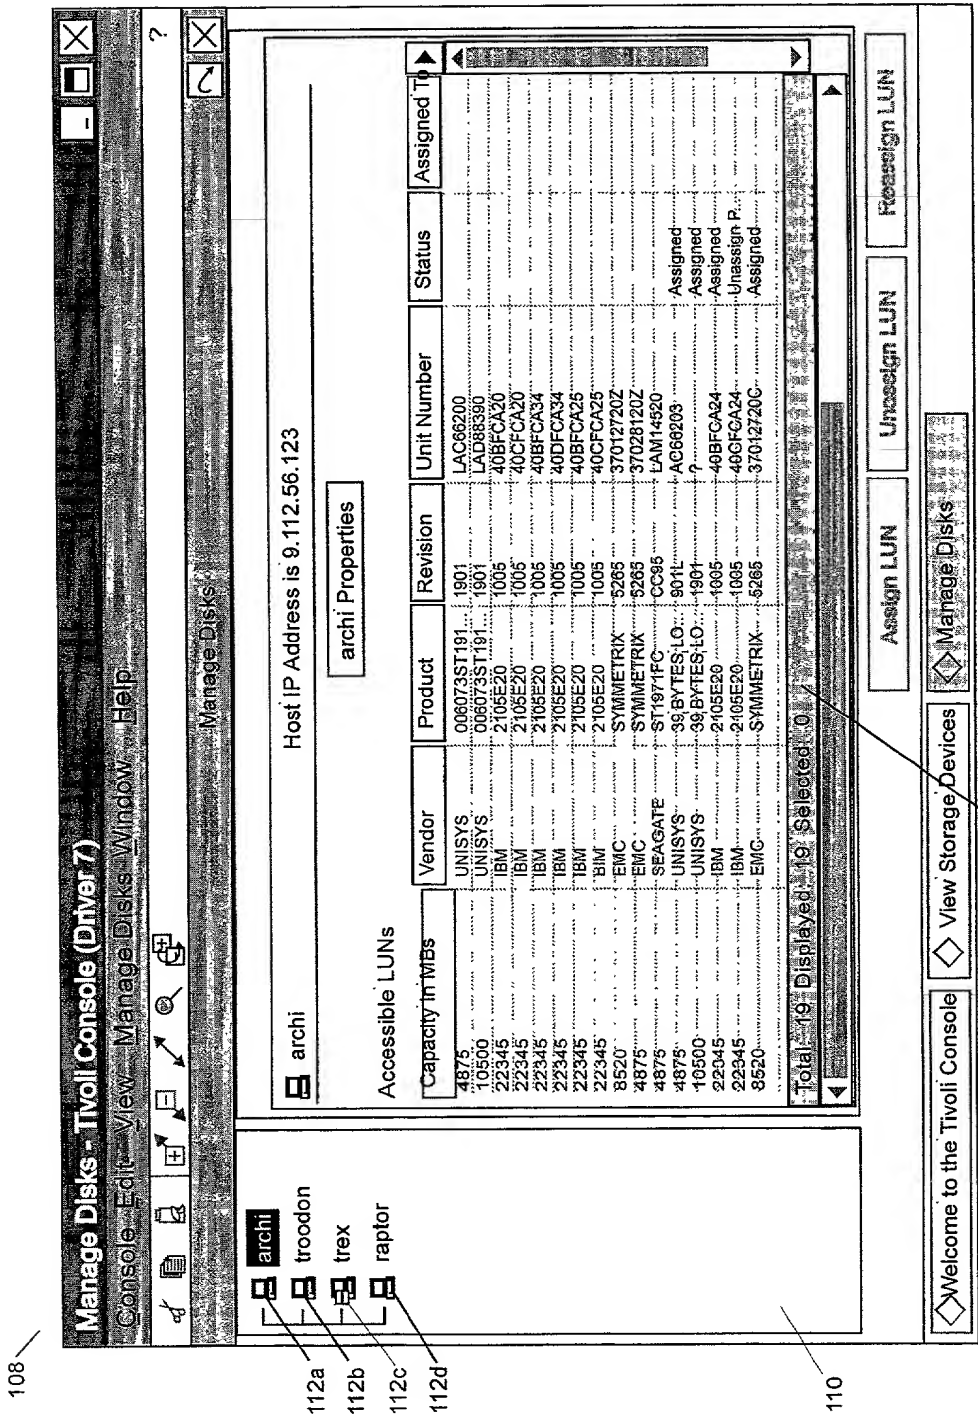 108
Manage Disks - Tivoli Console (Driver 7)
Console Edit View Manage Disks Window Help ?
Manage Disks
archi
troodon
trex
raptor
112a
112b
112c
112d
110
archi Host IP Address is 9.112.56.123
archi Properties
Accessible LUNs
Capacity in MBs Vendor Product Revision Unit Number Status Assigned To
4875 UNISYS 006073ST191... 1901 LAC66200
10500 UNISYS 006073ST191... 1901 LAD88390
22345 IBM 2105E20 1005 40BFCA20
22345 IBM 2105E20 1005 40CFCA20
22345 IBM 2105E20 1005 40BFCA34
22345 IBM 2105E20 1005 40DFCA34
22345 IBM 2105E20 1005 40BFCA25
22345 IBM 2105E20 1005 40CFCA25
8520 EMC SYMMETRIX 5265 37012720Z
4875 EMC SYMMETRIX 5265 37028120Z
4875 SEAGATE ST1971FC CC95 LAM14520
4875 UNISYS 39,BYTES,LO... 901L AC66203 Assigned
10500 UNISYS 39,BYTES,LO... 1901 ? Assigned
22345 IBM 2105E20 1005 40BFCA24 Assigned
22345 IBM 2105E20 1005 40CFCA24 Unassign P...
8520 EMC SYMMETRIX 5265 37012720C Assigned
Total 19 Displayed 19 Selected 0
Assign LUN Unassign LUN Reassign LUN
Welcome to the Tivoli Console View Storage Devices Manage Disks